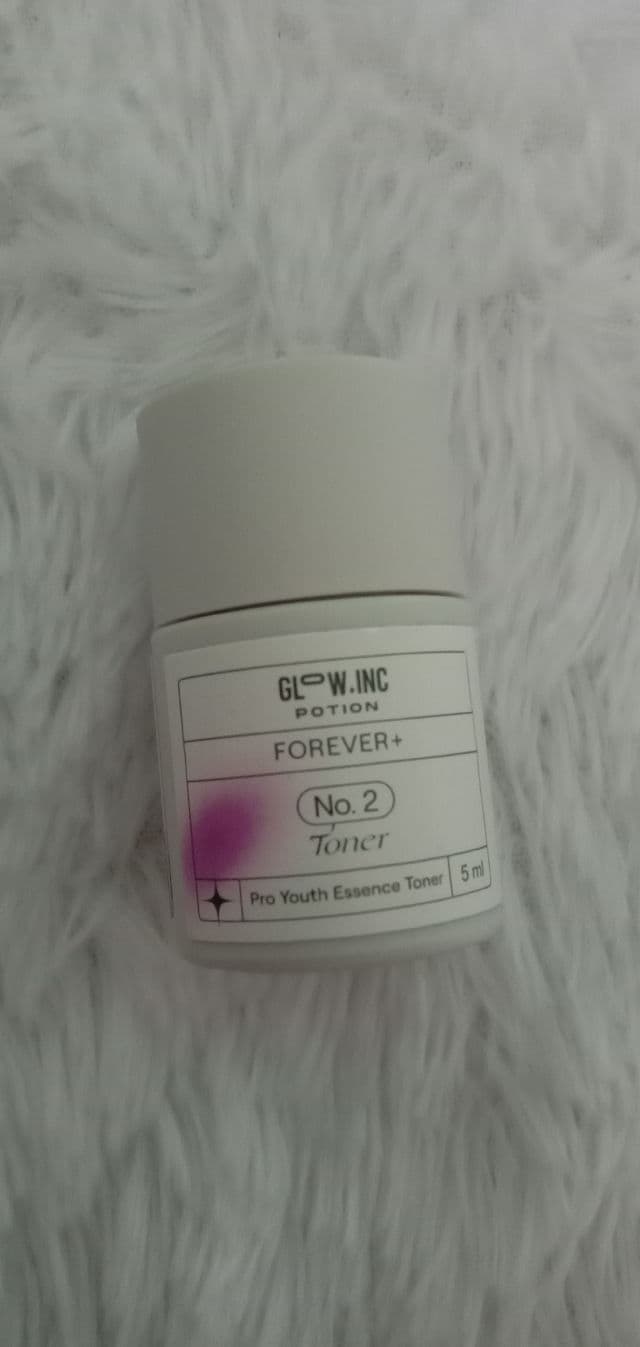 GLOW.INC
POTION
FOREVER+
No. 2
Toner
Pro Youth Essence Toner 5 ml